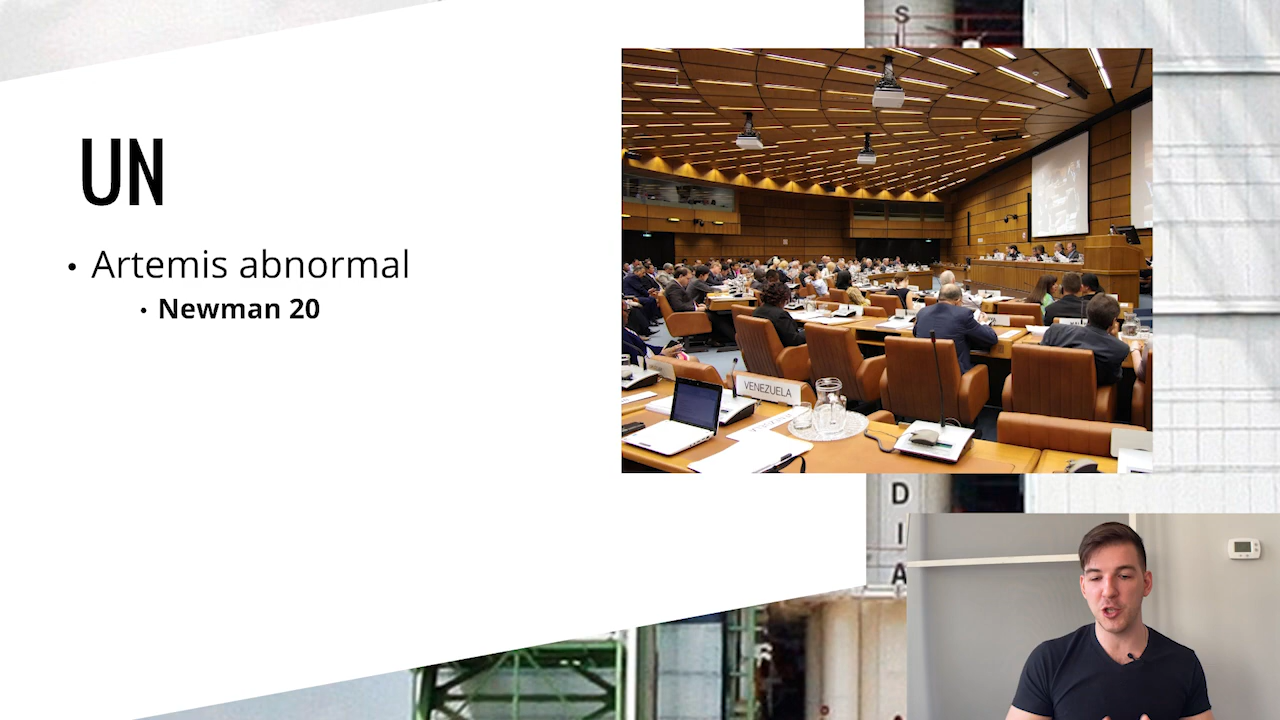 UN
• Artemis abnormal
• Newman 20
VENEZUELA
S
D
I
A